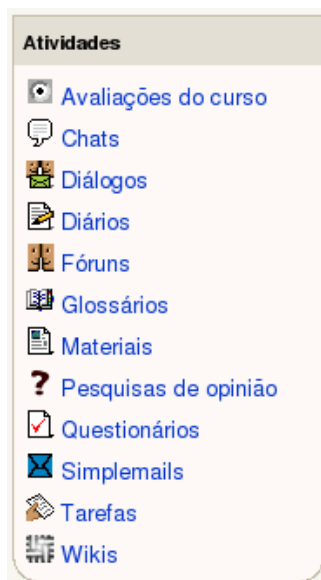 Atividades
Avaliações do curso
Chats
Diálogos
Diários
Fóruns
Glossários
Materiais
Pesquisas de opinião
Questionários
Simplemails
Tarefas
Wikis